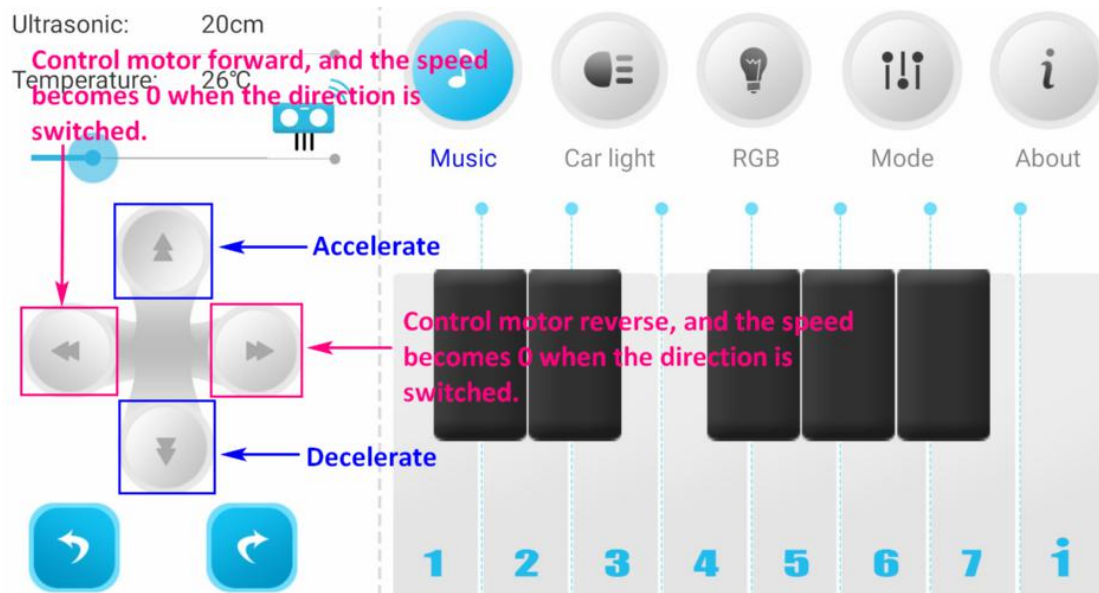 Ultrasonic: 20cm
Control motor forward, and the speed
Temperature: 26℃
becomes 0 when the direction is
switched.
Music Car light RGB Mode About
Accelerate
Control motor reverse, and the speed
becomes 0 when the direction is
switched.
Decelerate
1 2 3 4 5 6 7 i